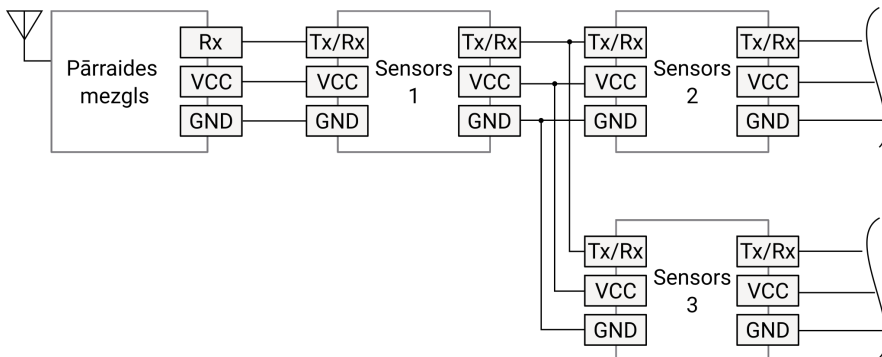 Pārraides
mezgls
Rx
VCC
GND
Tx/Rx
VCC
GND
Sensors
1
Tx/Rx
VCC
GND
Tx/Rx
VCC
GND
Sensors
2
Tx/Rx
VCC
GND
Tx/Rx
VCC
GND
Sensors
3
Tx/Rx
VCC
GND